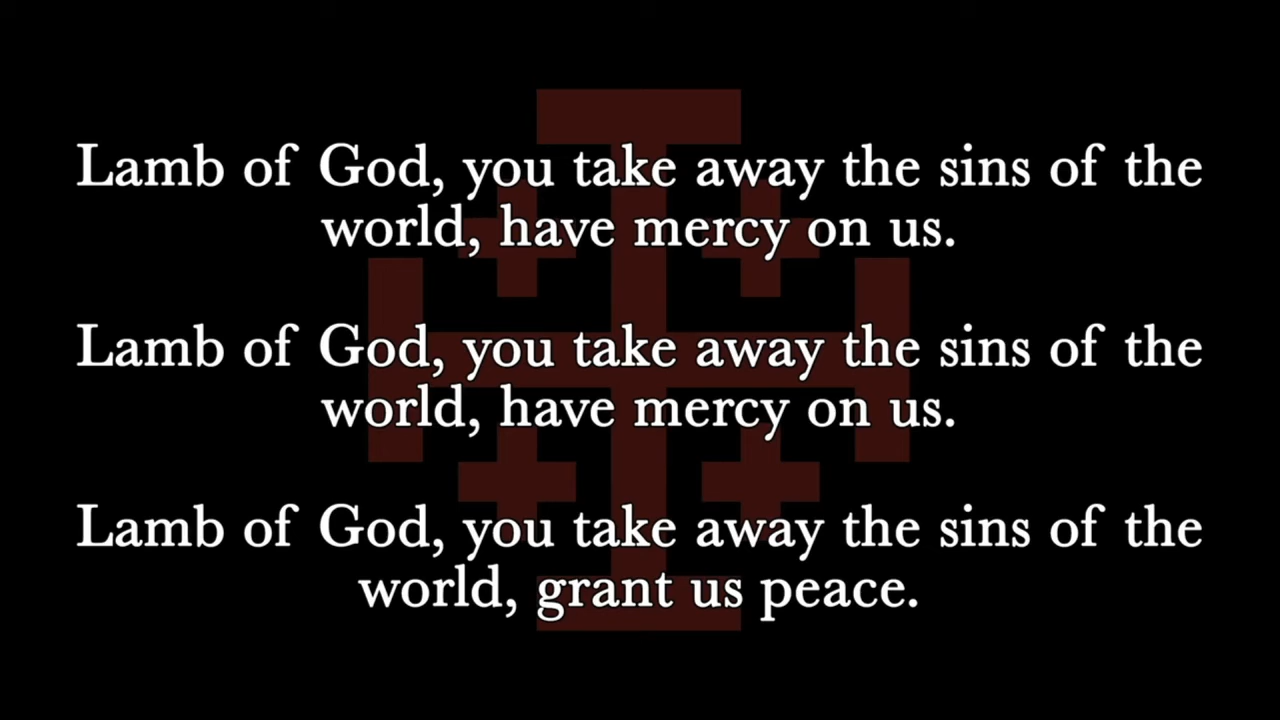 Lamb of God, you take away the sins of the
world, have mercy on us.
Lamb of God, you take away the sins of the
world, have mercy on us.
Lamb of God, you take away the sins of the
world, grant us peace.